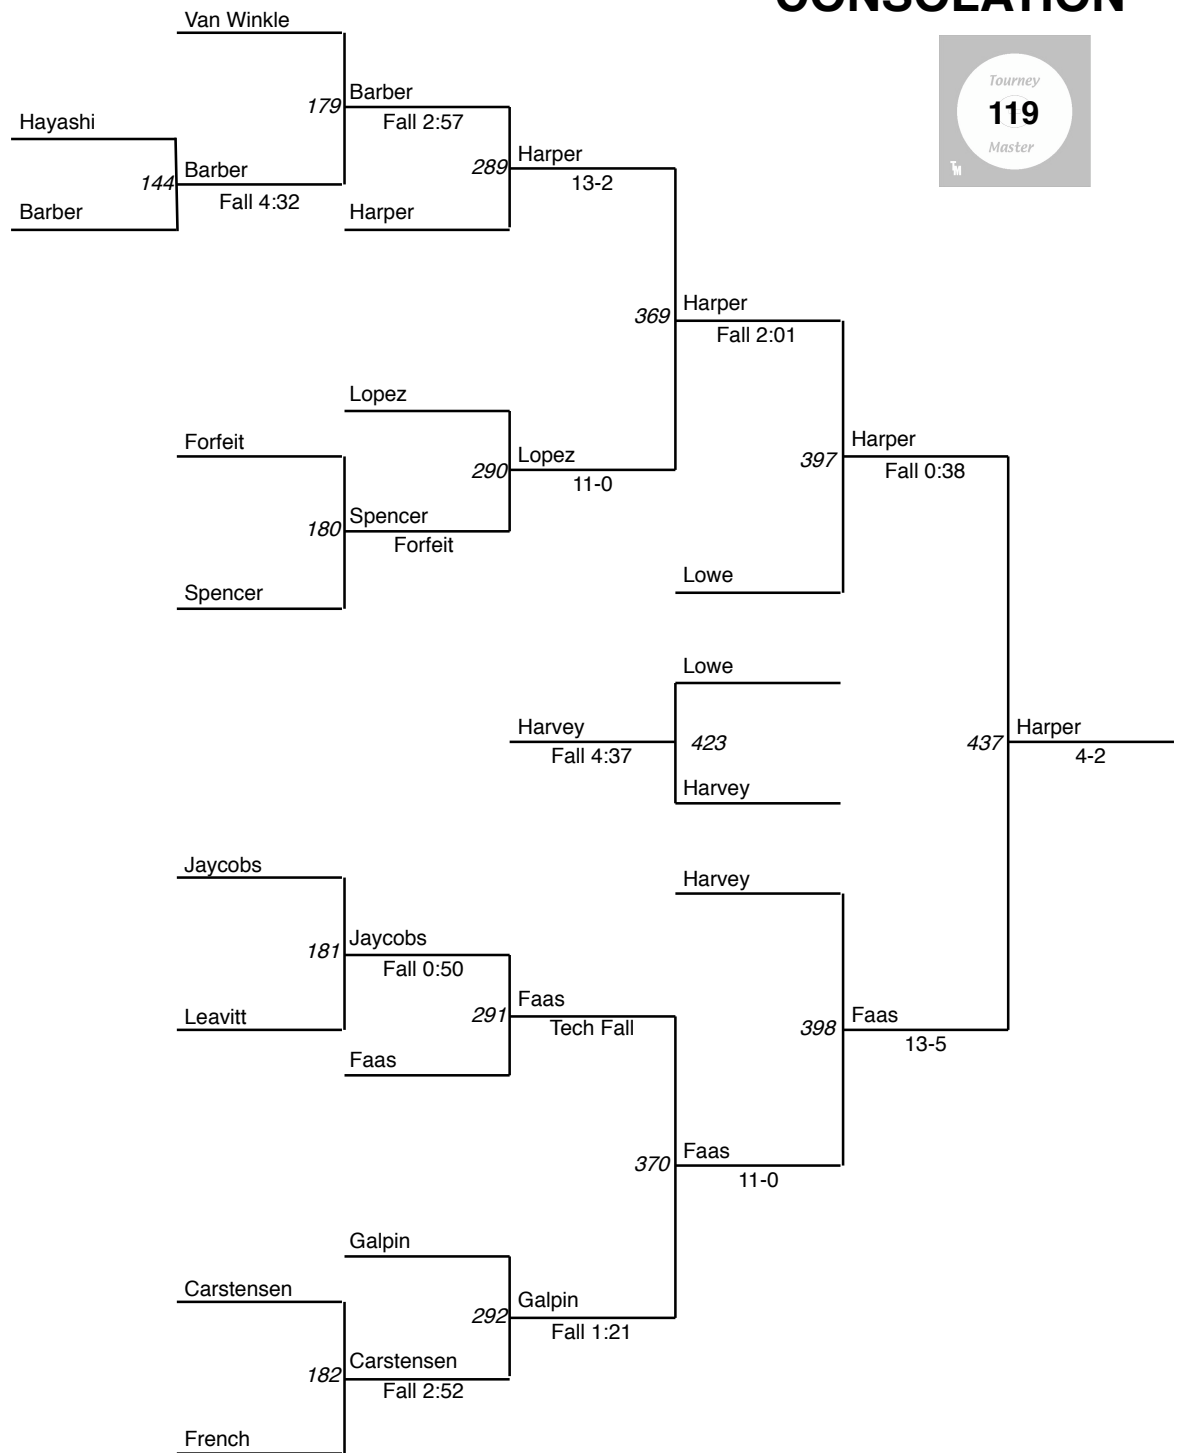 CONSOLATION
Van Winkle
Tourney
119
Master
TM
179
Barber
Fall 2:57
Hayashi
144
Barber
Fall 4:32
Barber
289
Harper
13-2
Harper
369
Harper
Fall 2:01
Lopez
Forfeit
290
Lopez
11-0
180
Spencer
Forfeit
Spencer
397
Harper
Fall 0:38
Lowe
Lowe
Harvey
Fall 4:37
423
Harvey
437
Harper
4-2
Jaycobs
Harvey
181
Jaycobs
Fall 0:50
Leavitt
291
Faas
Tech Fall
Faas
398
Faas
13-5
370
Faas
11-0
Galpin
Carstensen
292
Galpin
Fall 1:21
182
Carstensen
Fall 2:52
French